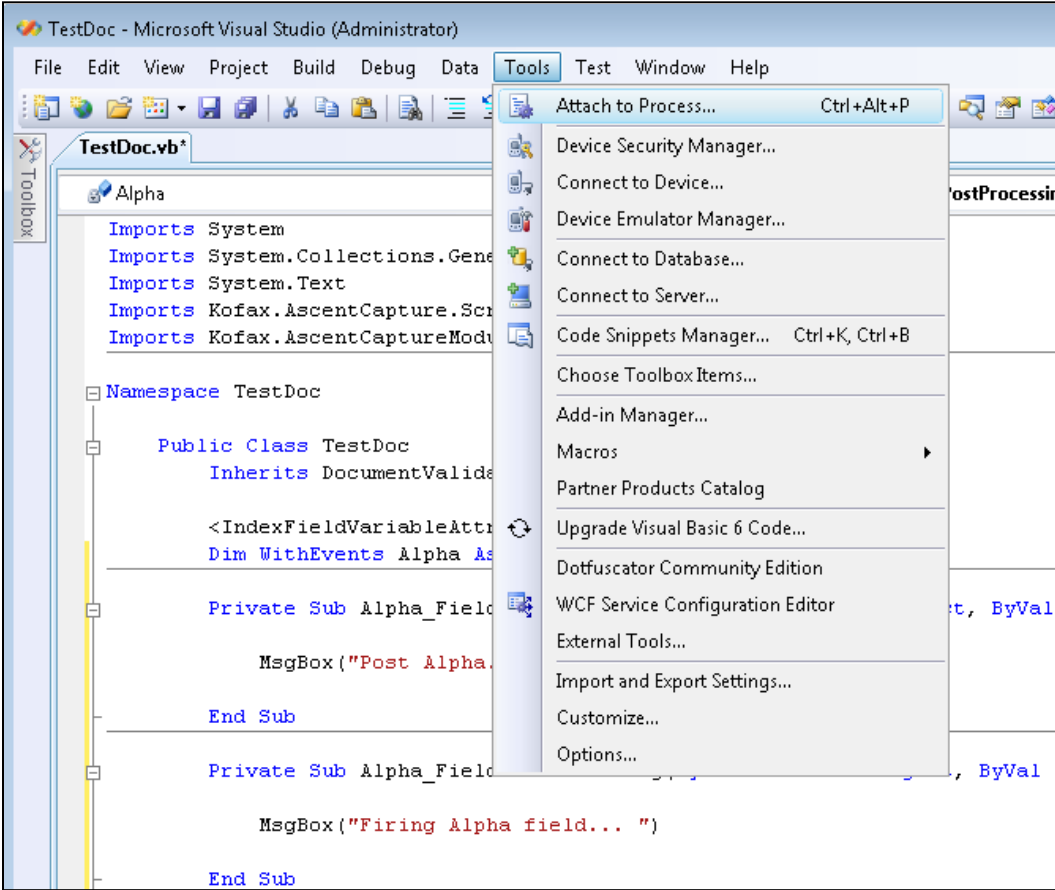 TestDoc - Microsoft Visual Studio (Administrator)
File Edit View Project Build Debug Data Tools Test Window Help
Toolbox
TestDoc.vb*
Alpha
Attach to Process... Ctrl+Alt+P
Device Security Manager...
Connect to Device...
Device Emulator Manager...
Connect to Database...
Connect to Server...
Code Snippets Manager... Ctrl+K, Ctrl+B
Choose Toolbox Items...
Add-in Manager...
Macros
Partner Products Catalog
Upgrade Visual Basic 6 Code...
Dotfuscator Community Edition
WCF Service Configuration Editor
External Tools...
Import and Export Settings...
Customize...
Options...
Imports System
Imports System.Collections.Gene
Imports System.Text
Imports Kofax.AscentCapture.Scr
Imports Kofax.AscentCaptureModu
Namespace TestDoc
Public Class TestDoc
Inherits DocumentValida
<IndexFieldVariableAttr
Dim WithEvents Alpha As
Private Sub Alpha_Field t, ByVal
MsgBox("Post Alpha.
End Sub
Private Sub Alpha_Field , ByVal
MsgBox("Firing Alpha field... ")
End Sub